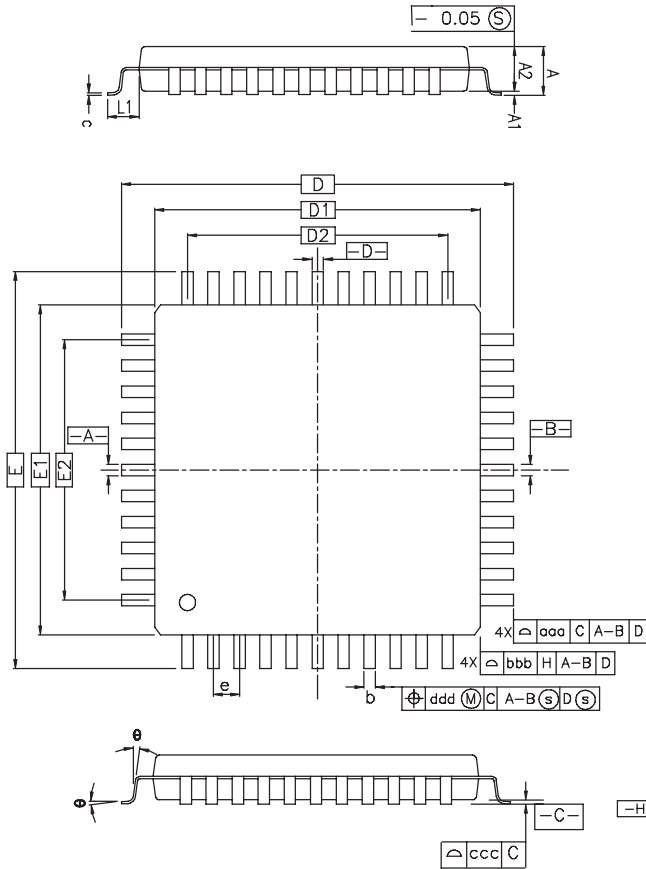 − 0.05 Ⓢ
A2
A
L1
c
A1
D
D1
D2
−D−
−A−
−B−
E
E1
E2
4X ⌓ aaa C A−B D
4X ⌓ bbb H A−B D
e
b
⌖ ddd Ⓜ C A−B ⓢ D ⓢ
θ
θ
−C−
−H
⌓ ccc C